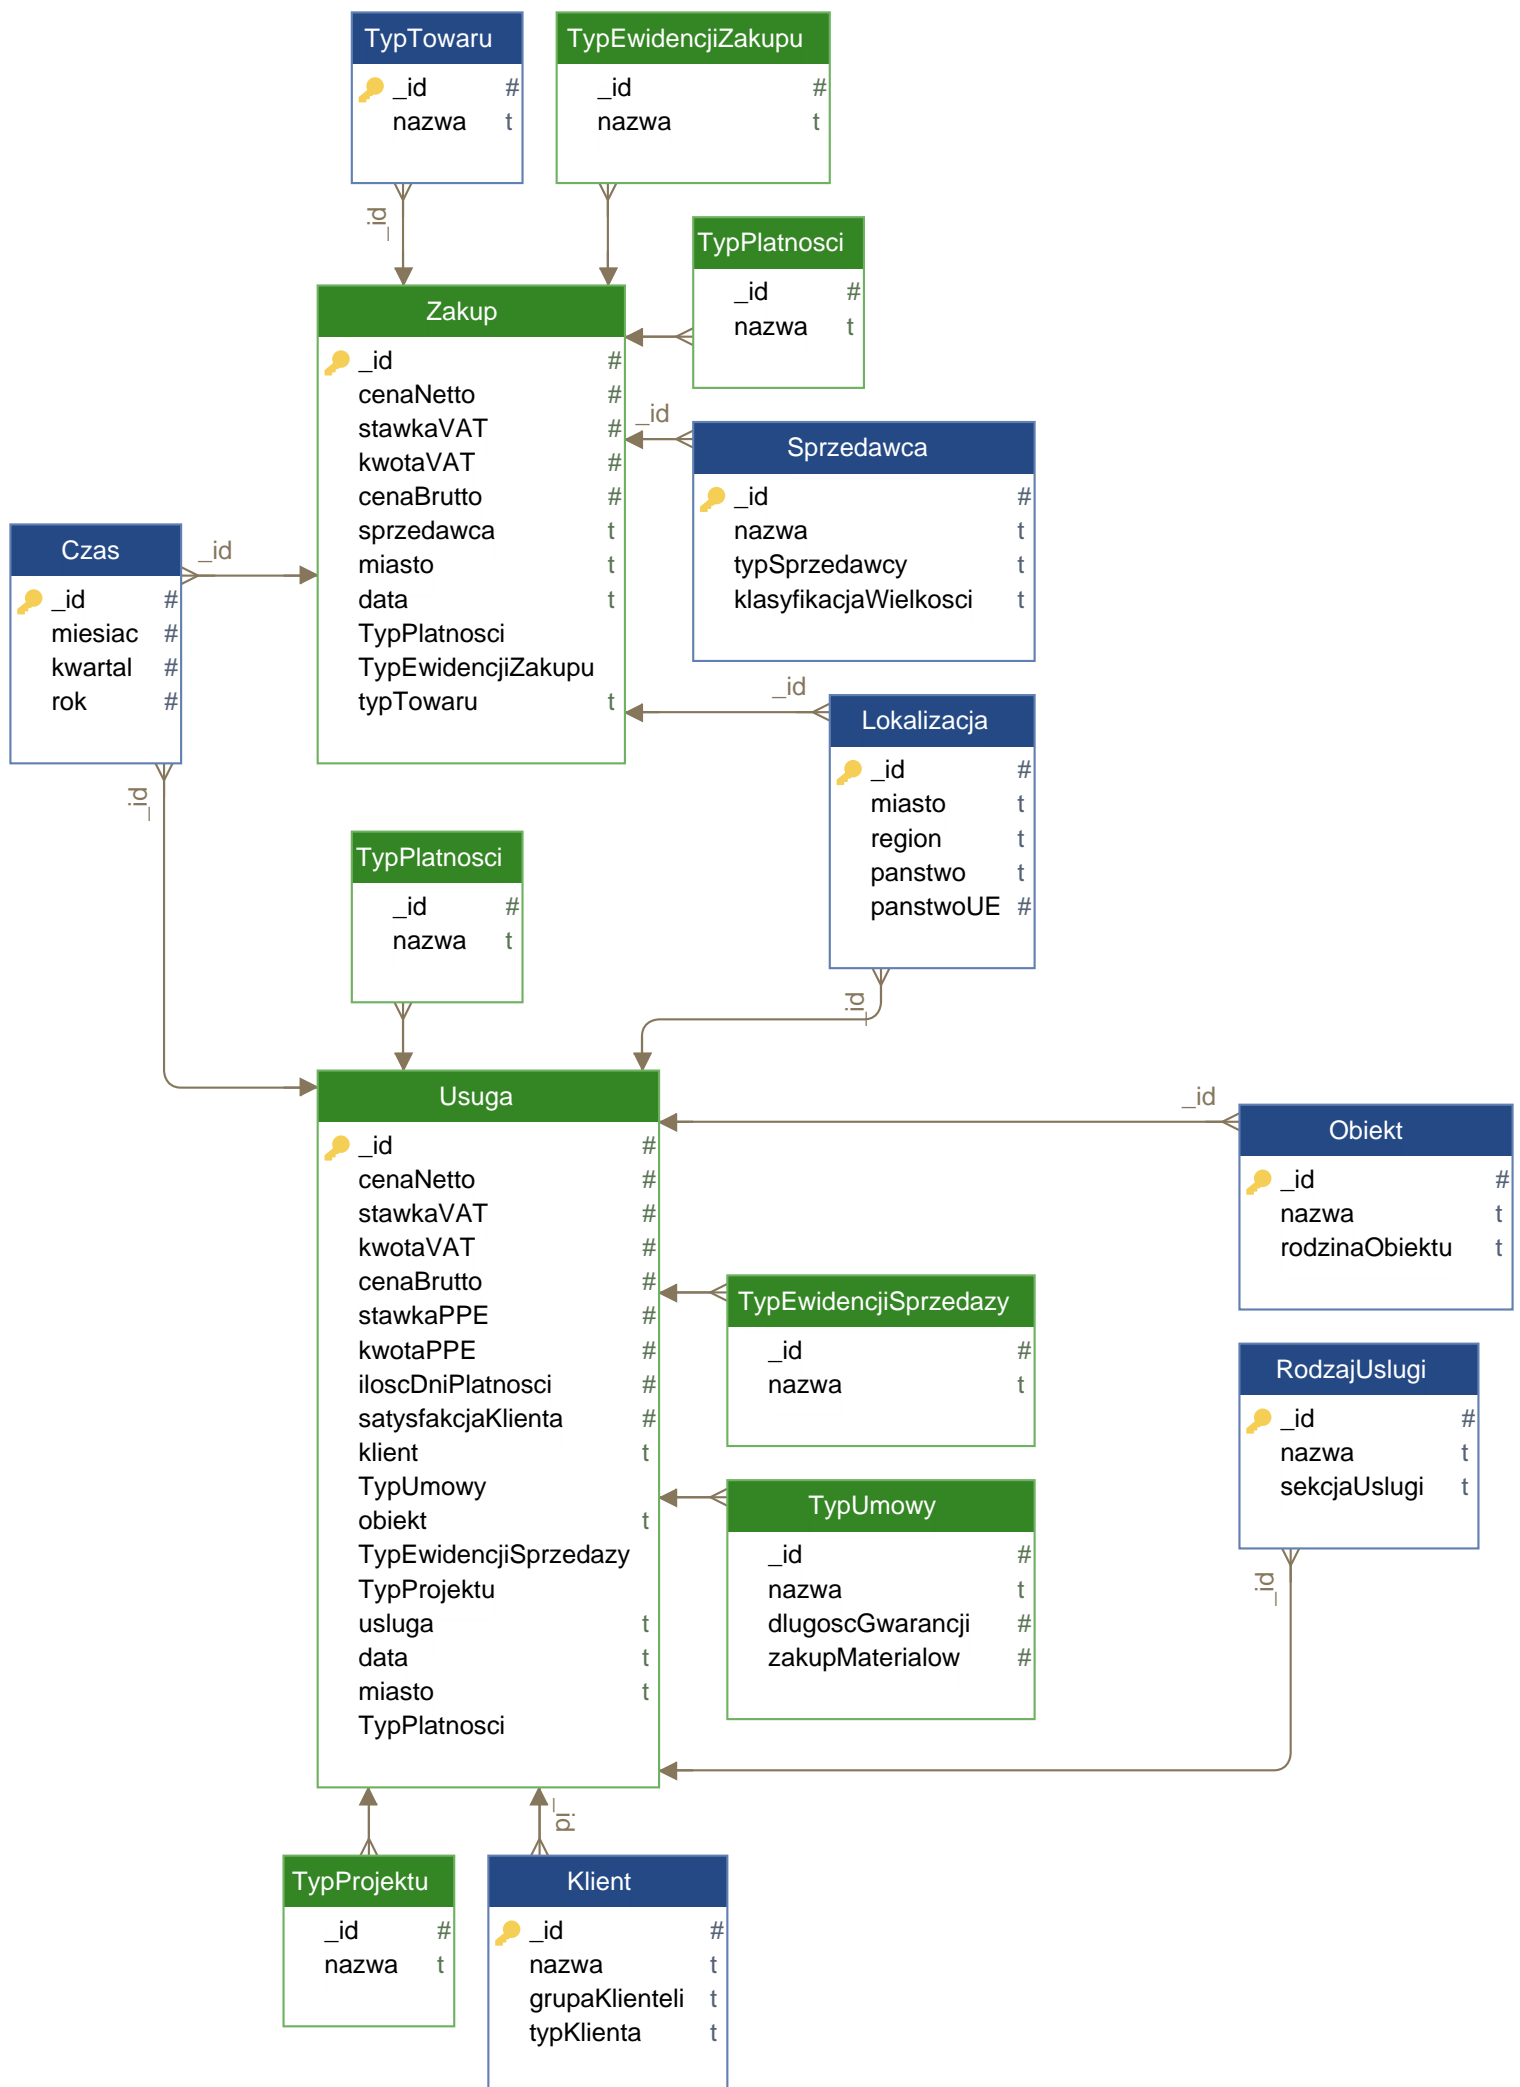 TypTowaru
_id #
nazwa t
TypEwidencjiZakupu
_id #
nazwa t
_id
TypPlatnosci
_id #
nazwa t
Zakup
_id #
cenaNetto #
stawkaVAT #
kwotaVAT #
cenaBrutto #
sprzedawca t
miasto t
data t
TypPlatnosci
TypEwidencjiZakupu
typTowaru t
_id
Sprzedawca
_id #
nazwa t
typSprzedawcy t
klasyfikacjaWielkosci t
Czas
_id #
miesiac #
kwartal #
rok #
_id
_id
Lokalizacja
_id #
miasto t
region t
panstwo t
panstwoUE #
_id
TypPlatnosci
_id #
nazwa t
_id
Usuga
_id #
cenaNetto #
stawkaVAT #
kwotaVAT #
cenaBrutto #
stawkaPPE #
kwotaPPE #
iloscDniPlatnosci #
satysfakcjaKlienta #
klient t
TypUmowy
obiekt t
TypEwidencjiSprzedazy
TypProjektu
usluga t
data t
miasto t
TypPlatnosci
_id
Obiekt
_id #
nazwa t
rodzinaObiektu t
TypEwidencjiSprzedazy
_id #
nazwa t
RodzajUslugi
_id #
nazwa t
sekcjaUslugi t
TypUmowy
_id #
nazwa t
dlugoscGwarancji #
zakupMaterialow #
_id
_id
TypProjektu
_id #
nazwa t
Klient
_id #
nazwa t
grupaKlienteli t
typKlienta t